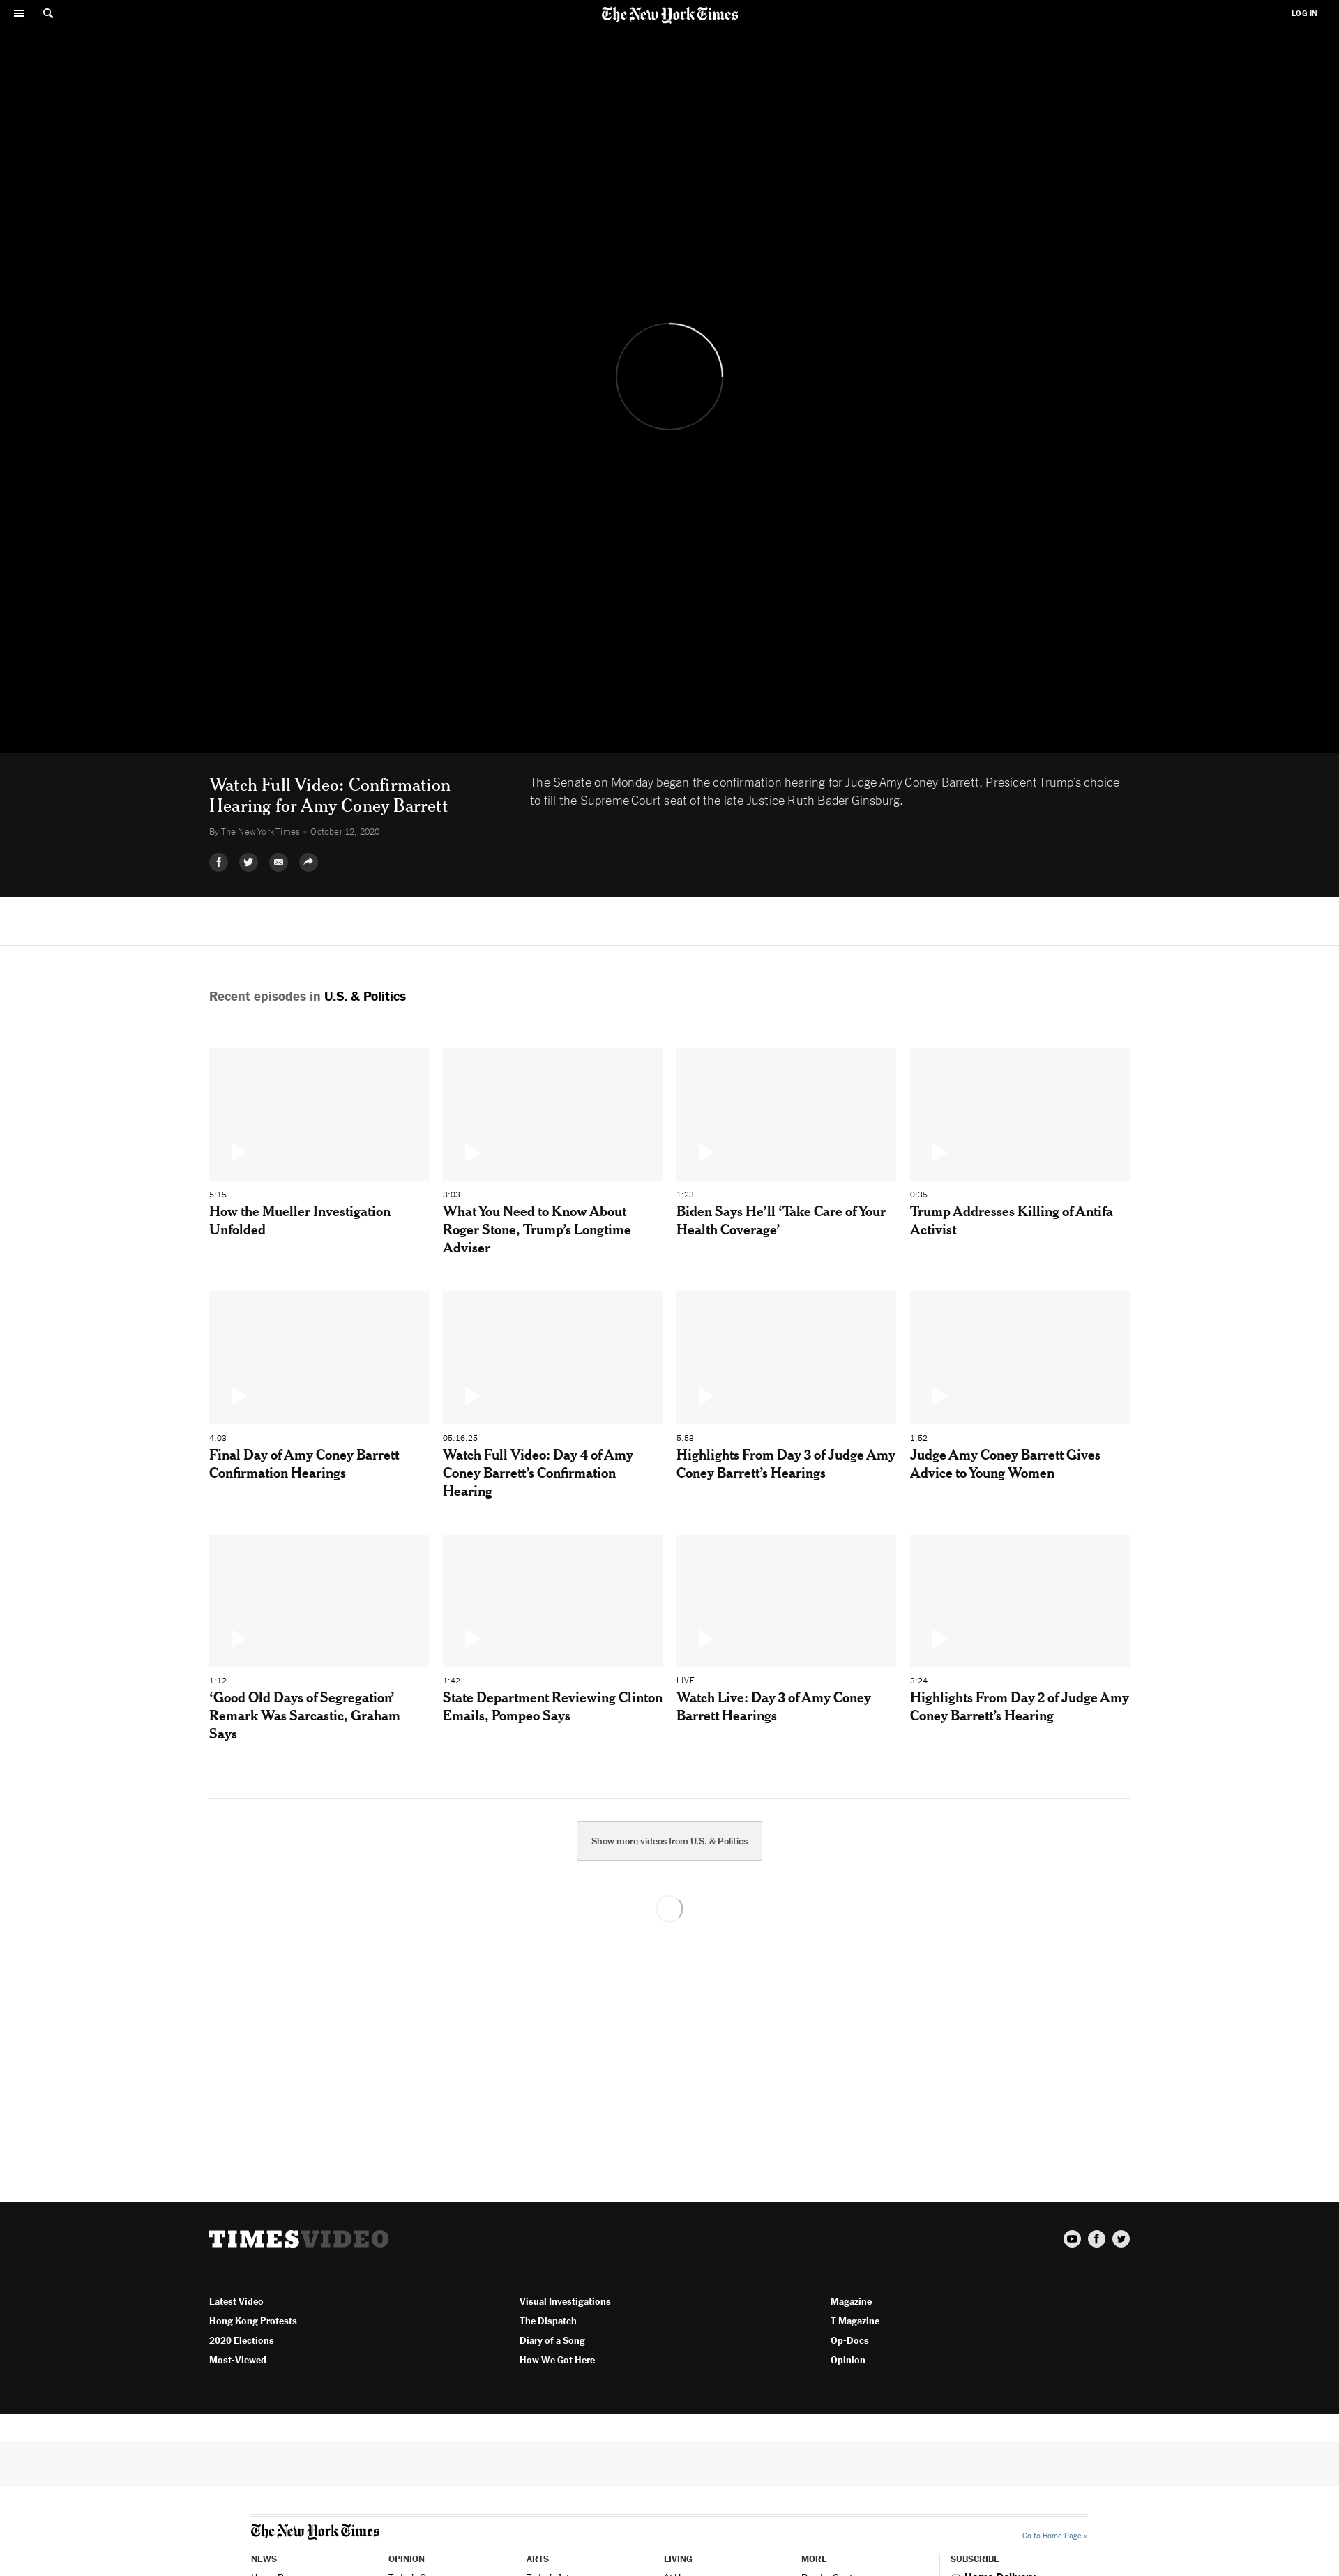 The New York Times
LOG IN
Watch Full Video: Confirmation
Hearing for Amy Coney Barrett
By The New York Times • October 12, 2020
The Senate on Monday began the confirmation hearing for Judge Amy Coney Barrett, President Trump’s choice
to fill the Supreme Court seat of the late Justice Ruth Bader Ginsburg.
Recent episodes in U.S. & Politics
5:15
How the Mueller Investigation
Unfolded
3:03
What You Need to Know About
Roger Stone, Trump’s Longtime
Adviser
1:23
Biden Says He’ll ‘Take Care of Your
Health Coverage’
0:35
Trump Addresses Killing of Antifa
Activist
4:03
Final Day of Amy Coney Barrett
Confirmation Hearings
05:16:25
Watch Full Video: Day 4 of Amy
Coney Barrett’s Confirmation
Hearing
5:53
Highlights From Day 3 of Judge Amy
Coney Barrett’s Hearings
1:52
Judge Amy Coney Barrett Gives
Advice to Young Women
1:12
‘Good Old Days of Segregation’
Remark Was Sarcastic, Graham
Says
1:42
State Department Reviewing Clinton
Emails, Pompeo Says
LIVE
Watch Live: Day 3 of Amy Coney
Barrett Hearings
3:24
Highlights From Day 2 of Judge Amy
Coney Barrett’s Hearing
Show more videos from U.S. & Politics
TIMESVIDEO
Latest Video
Hong Kong Protests
2020 Elections
Most-Viewed
Visual Investigations
The Dispatch
Diary of a Song
How We Got Here
Magazine
T Magazine
Op-Docs
Opinion
The New York Times
Go to Home Page »
NEWS
OPINION
ARTS
LIVING
MORE
SUBSCRIBE